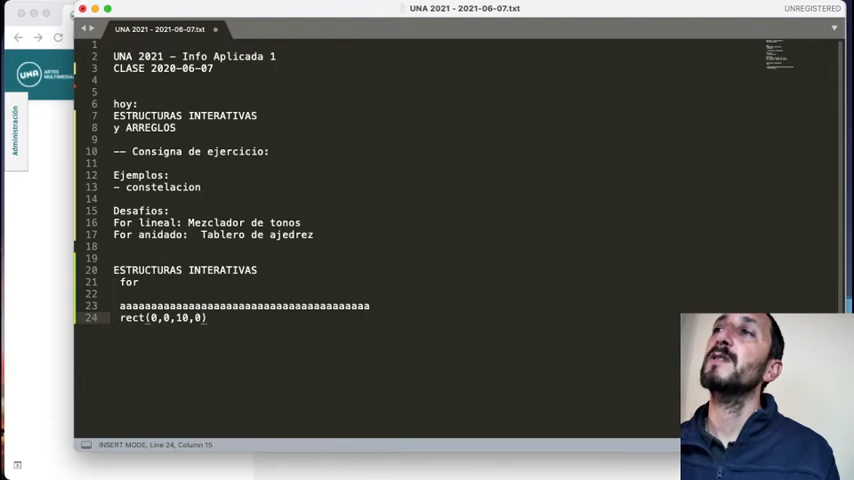 UNA 2021 - 2021-06-07.txt
UNREGISTERED
UNA 2021 - 2021-06-07.txt
1
2 UNA 2021 - Info Aplicada 1
3 CLASE 2020-06-07
4
5
6 hoy:
7 ESTRUCTURAS INTERATIVAS
8 y ARREGLOS
9
10 -- Consigna de ejercicio:
11
12 Ejemplos:
13 - constelacion
14
15 Desafios:
16 For lineal: Mezclador de tonos
17 For anidado:  Tablero de ajedrez
18
19
20 ESTRUCTURAS INTERATIVAS
21 for
22
23 aaaaaaaaaaaaaaaaaaaaaaaaaaaaaaaaaaaaaaaa
24 rect(0,0,10,0)
INSERT MODE, Line 24, Column 15
UNA
ARTES
MULTIMEDIALES
Administración